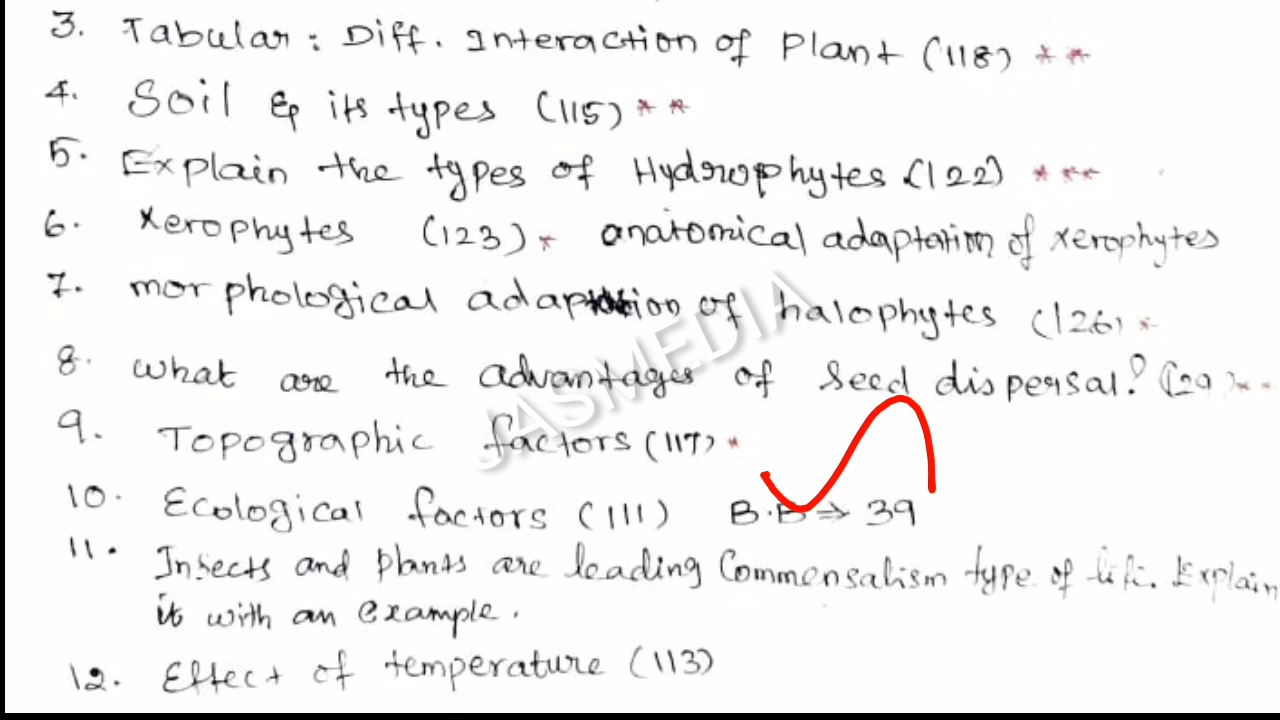 3. Tabular: Diff. Interaction of Plant (118) **
4. Soil & its types (115) **
5. Explain the types of Hydrophytes (122) ***
6. Xerophytes (123) * anatomical adaptation of xerophytes
7. morphological adaptation of halophytes (126) *
8. what are the advantages of Seed dispersal? (129) **
9. Topographic factors (117) *
10. Ecological factors (111) B.B ⇒ 39
11. Insects and plants are leading Commensalism type of life. Explain
it with an example.
12. Effect of temperature (113)
JASMEDIA